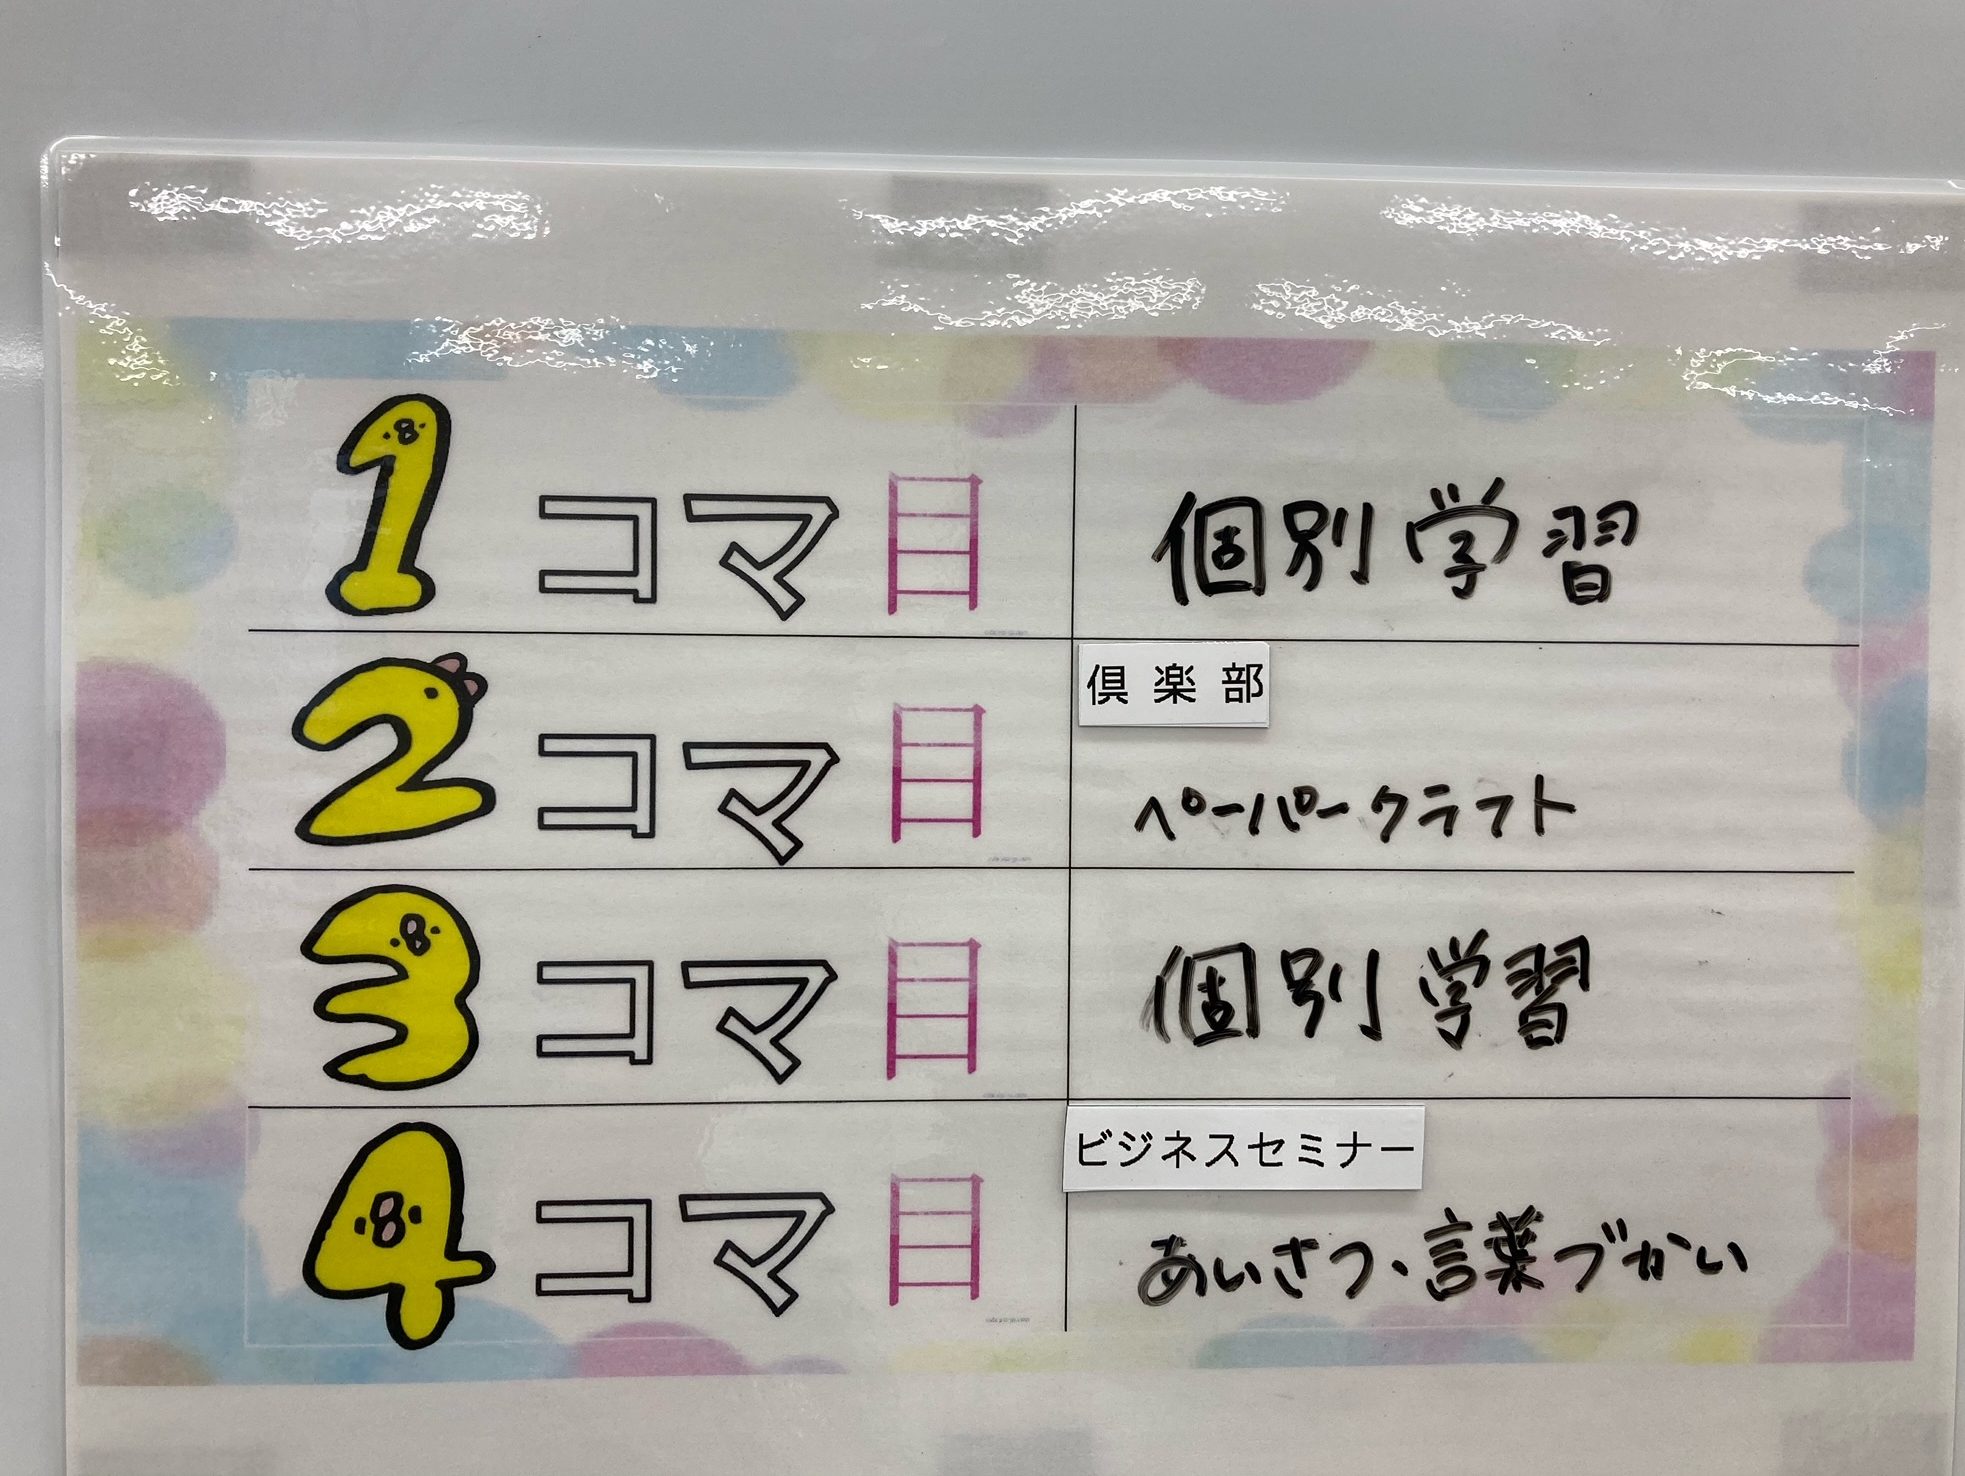 1コマ目
個別学習
2コマ目
倶楽部
ペーパークラフト
3コマ目
個別学習
4コマ目
ビジネスセミナー
あいさつ、言葉づかい